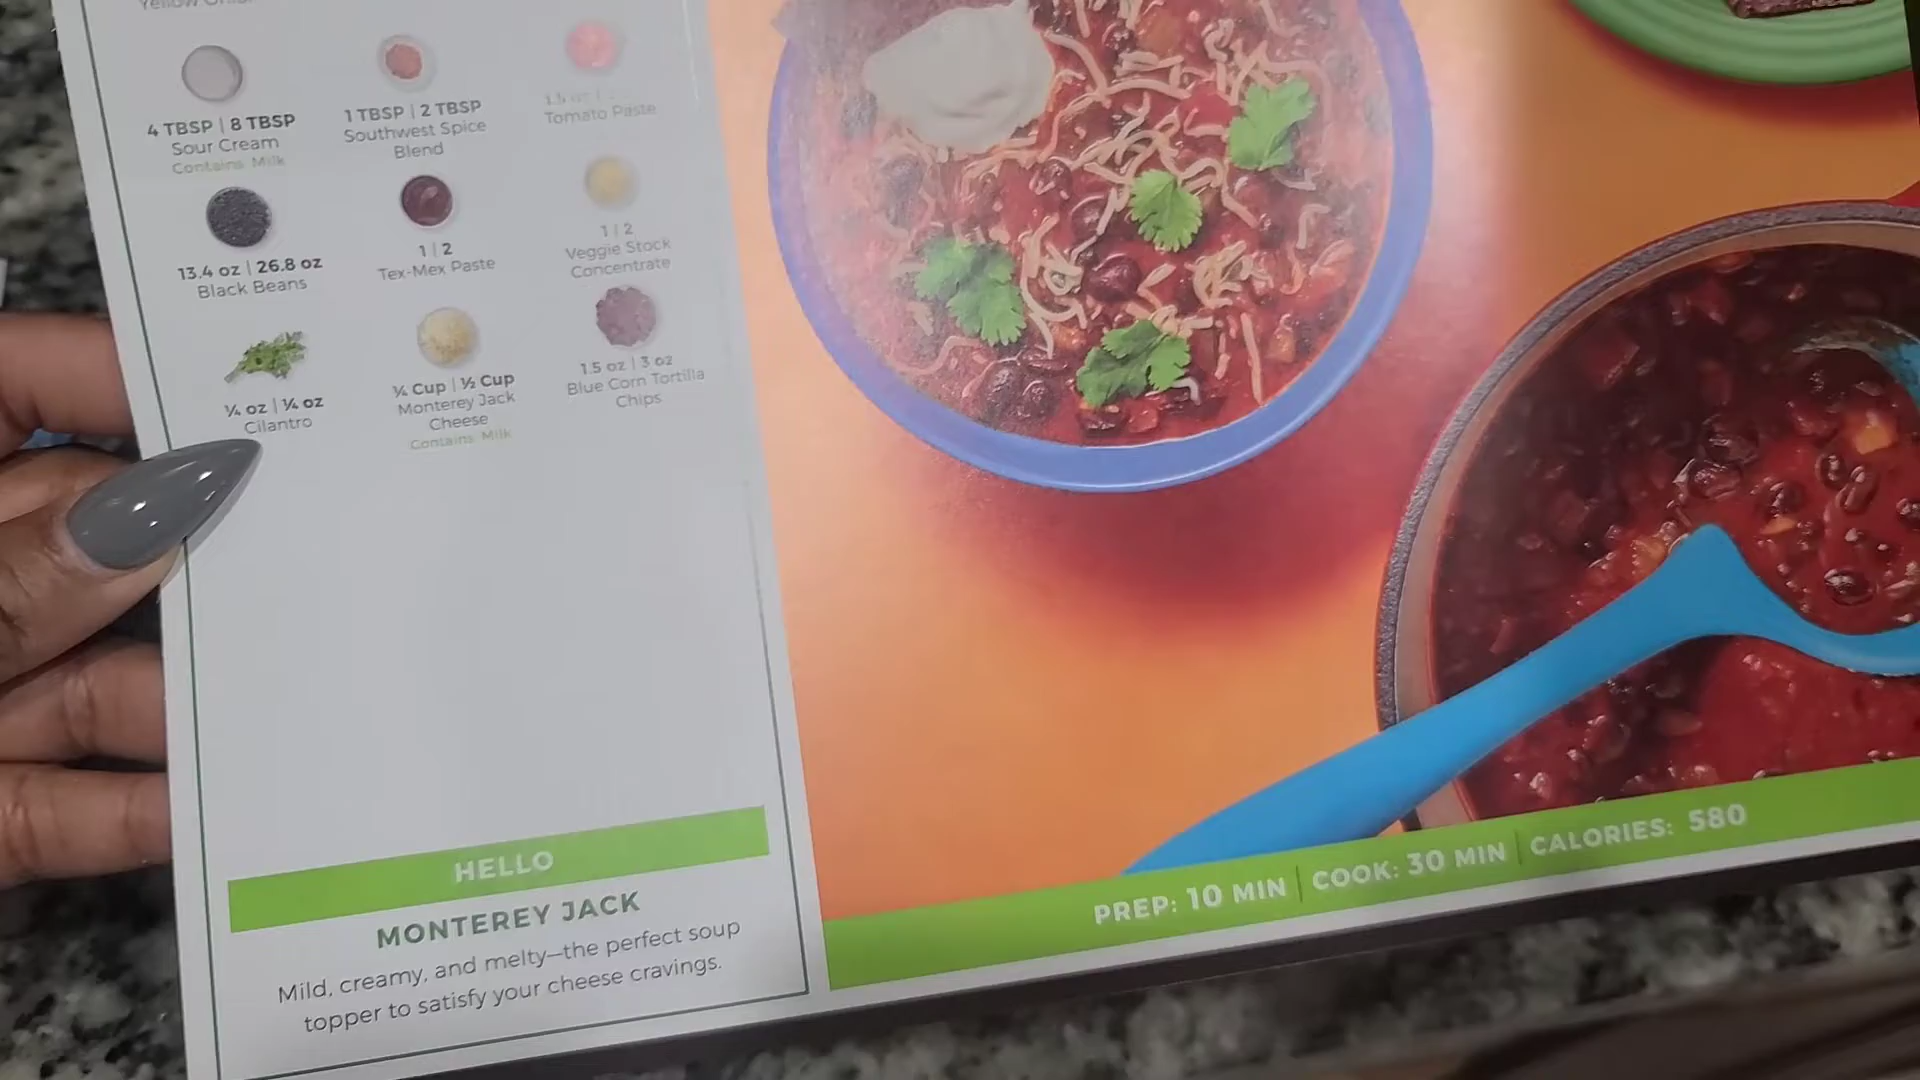 4 TBSP | 8 TBSP
Sour Cream
Contains: Milk
1 TBSP | 2 TBSP
Southwest Spice
Blend
Tomato Paste
13.4 oz | 26.8 oz
Black Beans
1 | 2
Tex-Mex Paste
1 | 2
Veggie Stock
Concentrate
¼ oz | ¼ oz
Cilantro
¼ Cup | ½ Cup
Monterey Jack
Cheese
Contains: Milk
1.5 oz | 3 oz
Blue Corn Tortilla
Chips
HELLO
MONTEREY JACK
Mild, creamy, and melty—the perfect soup
topper to satisfy your cheese cravings.
PREP: 10 MIN | COOK: 30 MIN | CALORIES: 580